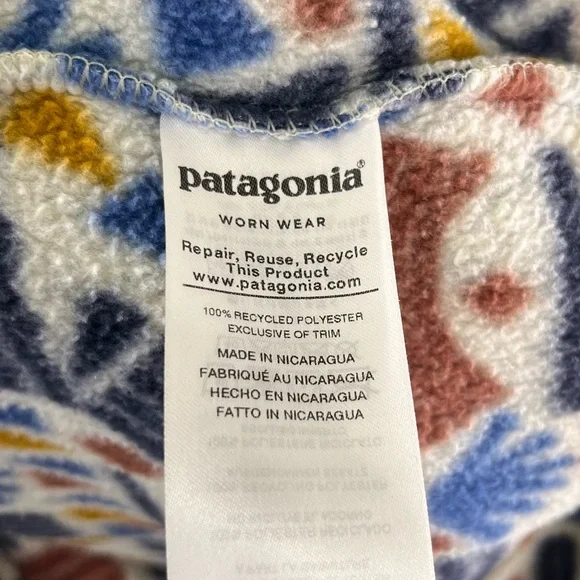 patagonia®
WORN WEAR
Repair, Reuse, Recycle
This Product
www.patagonia.com
100% RECYCLED POLYESTER
EXCLUSIVE OF TRIM
MADE IN NICARAGUA
FABRIQUÉ AU NICARAGUA
HECHO EN NICARAGUA
FATTO IN NICARAGUA